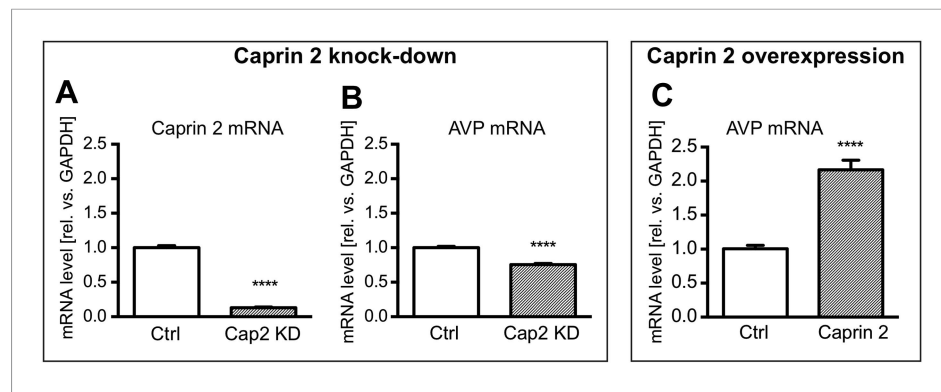 Caprin 2 knock-down
A
Caprin 2 mRNA
mRNA level [rel. vs. GAPDH]
2.5
2.0
1.5
1.0
0.5
0.0
****
Ctrl Cap2 KD
B
AVP mRNA
mRNA level [rel. vs. GAPDH]
2.5
2.0
1.5
1.0
0.5
0.0
****
Ctrl Cap2 KD
Caprin 2 overexpression
C
AVP mRNA
mRNA level [rel. vs. GAPDH]
2.5
2.0
1.5
1.0
0.5
0.0
****
Ctrl Caprin 2